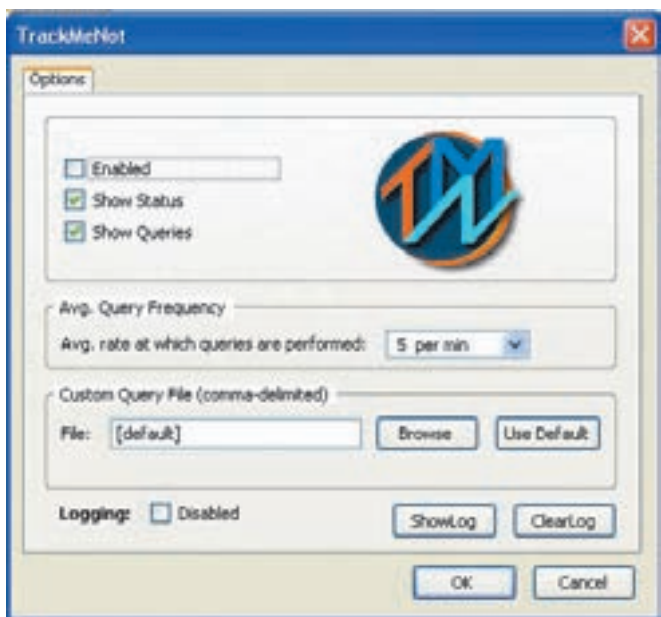 TrackMeNot
Options
Enabled
Show Status
Show Queries
TMN
Avg. Query Frequency
Avg. rate at which queries are performed: 5 per min
Custom Query File (comma-delimited)
File: [default] Browse Use Default
Logging: Disabled ShowLog ClearLog
OK Cancel